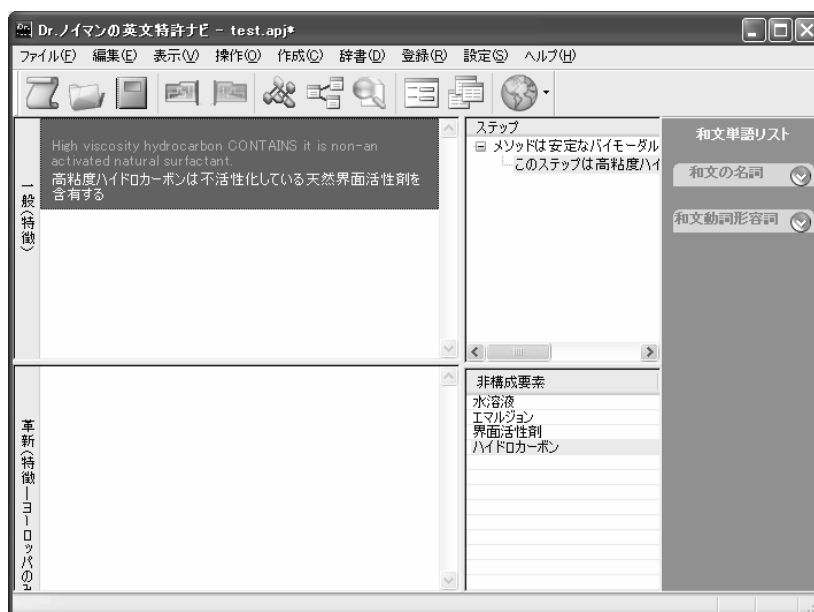 Dr.ノイマンの英文特許ナビ - test.apj*
ファイル(F) 編集(E) 表示(V) 操作(O) 作成(C) 辞書(D) 登録(R) 設定(S) ヘルプ(H)
一般(特徴)
High viscosity hydrocarbon CONTAINS it is non-an
activated natural surfactant.
高粘度ハイドロカーボンは不活性化している天然界面活性剤を
含有する
ステップ
メソッドは安定なバイモーダル
このステップは高粘度ハイ
和文単語リスト
和文の名詞
和文動詞形容詞
革新(特徴―ヨーロッパの
非構成要素
水溶液
エマルジョン
界面活性剤
ハイドロカーボン